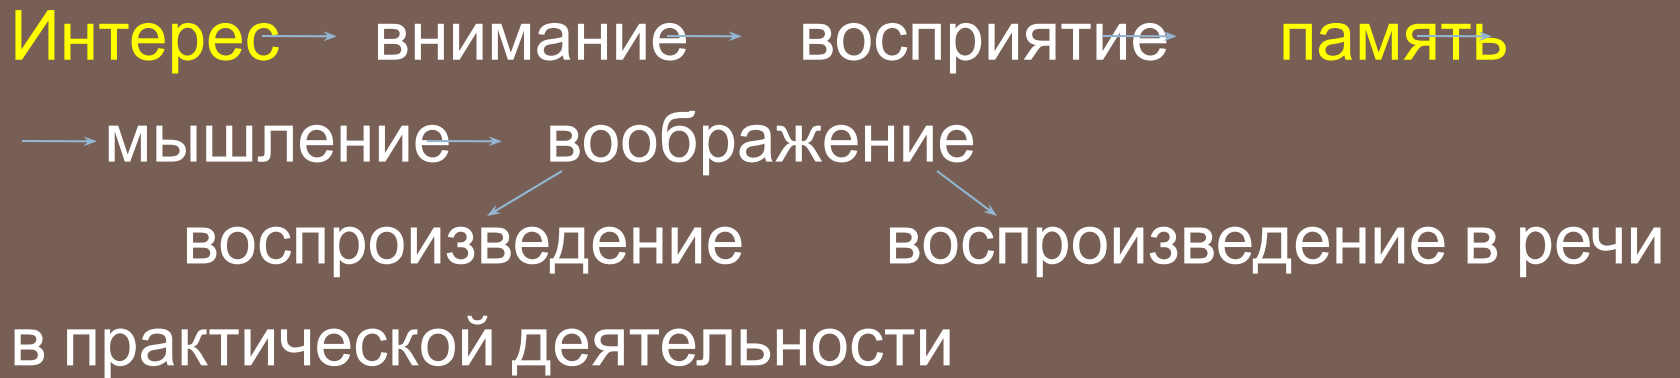 Интерес внимание восприятие память
мышление воображение
воспроизведение воспроизведение в речи
в практической деятельности